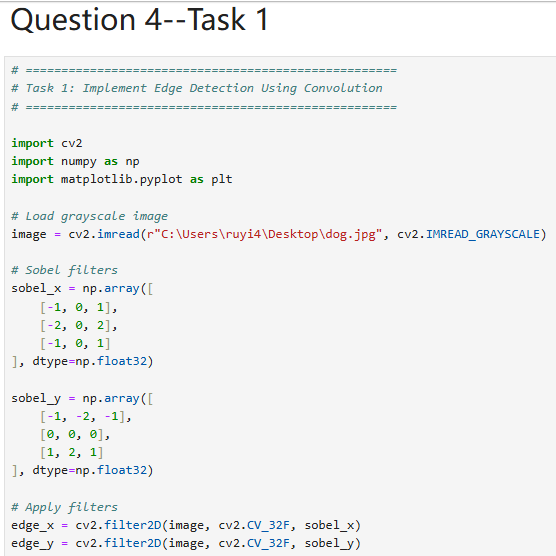 Question 4--Task 1
# ====================================================
# Task 1: Implement Edge Detection Using Convolution
# ====================================================
import cv2
import numpy as np
import matplotlib.pyplot as plt
# Load grayscale image
image = cv2.imread(r"C:\Users\ruyi4\Desktop\dog.jpg", cv2.IMREAD_GRAYSCALE)
# Sobel filters
sobel_x = np.array([
    [-1, 0, 1],
    [-2, 0, 2],
    [-1, 0, 1]
], dtype=np.float32)
sobel_y = np.array([
    [-1, -2, -1],
    [0, 0, 0],
    [1, 2, 1]
], dtype=np.float32)
# Apply filters
edge_x = cv2.filter2D(image, cv2.CV_32F, sobel_x)
edge_y = cv2.filter2D(image, cv2.CV_32F, sobel_y)